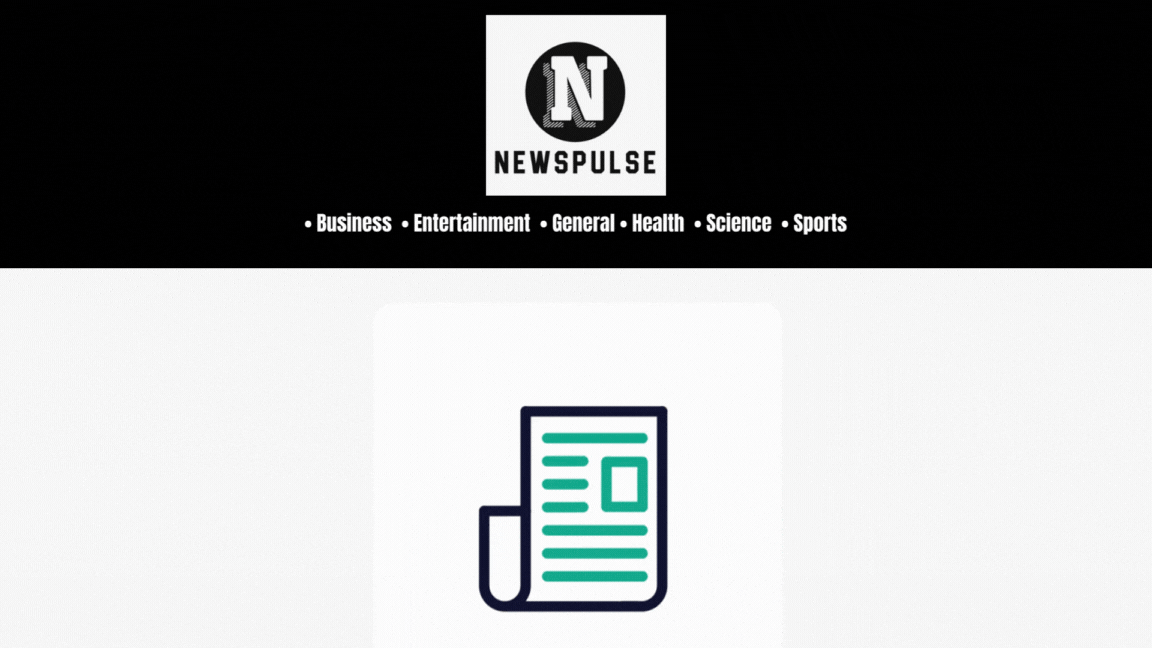 N
NEWSPULSE
• Business • Entertainment • General • Health • Science • Sports